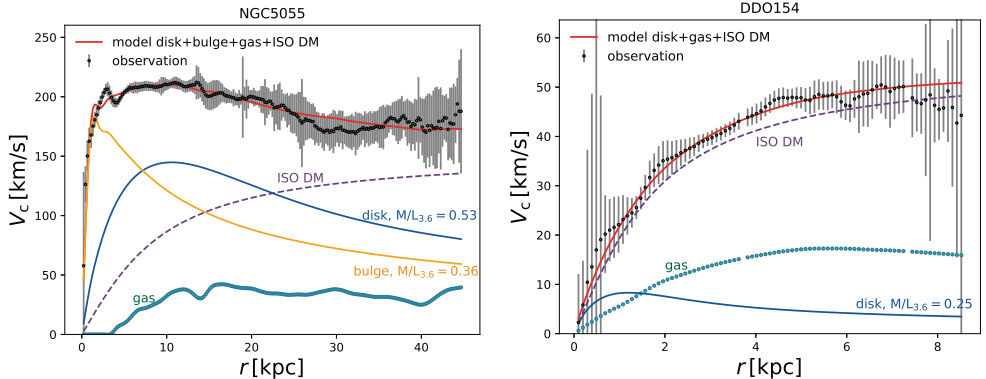 NGC5055
250
200
150
100
50
0
V_c [km/s]
model disk+bulge+gas+ISO DM
observation
ISO DM
disk, M/L_3.6 = 0.53
bulge, M/L_3.6 = 0.36
gas
0 10 20 30 40
r [kpc]
DDO154
60
50
40
30
20
10
0
V_c [km/s]
model disk+gas+ISO DM
observation
ISO DM
gas
disk, M/L_3.6 = 0.25
0 2 4 6 8
r [kpc]